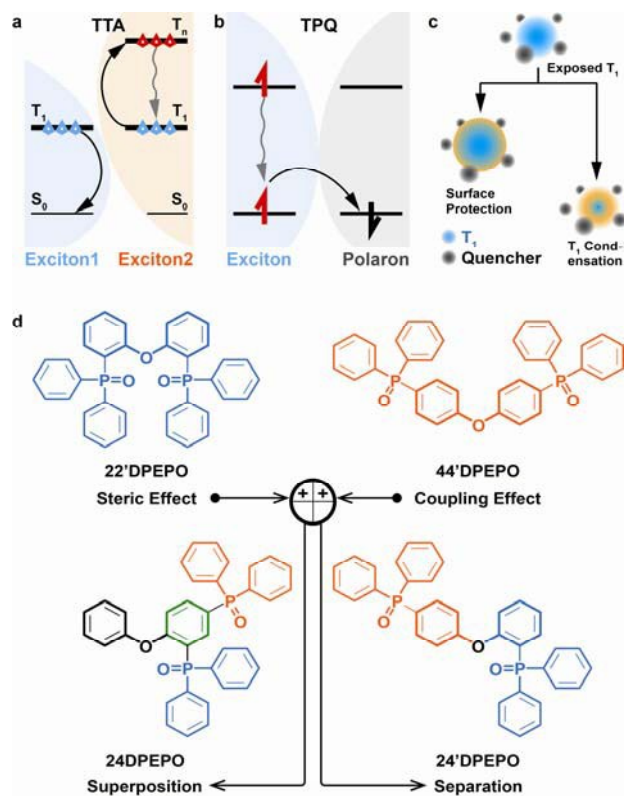 a TTA Tn
T1 T1
S0 S0
Exciton1 Exciton2
b TPQ
Exciton Polaron
c
Exposed T1
Surface
Protection
T1
Quencher
T1 Cond-
ensation
d
P=O P=O
O
P P
O O
O
22'DPEPO 44'DPEPO
Steric Effect + + Coupling Effect
P P
O O
O O
O=P O=P
24DPEPO 24'DPEPO
Superposition Separation